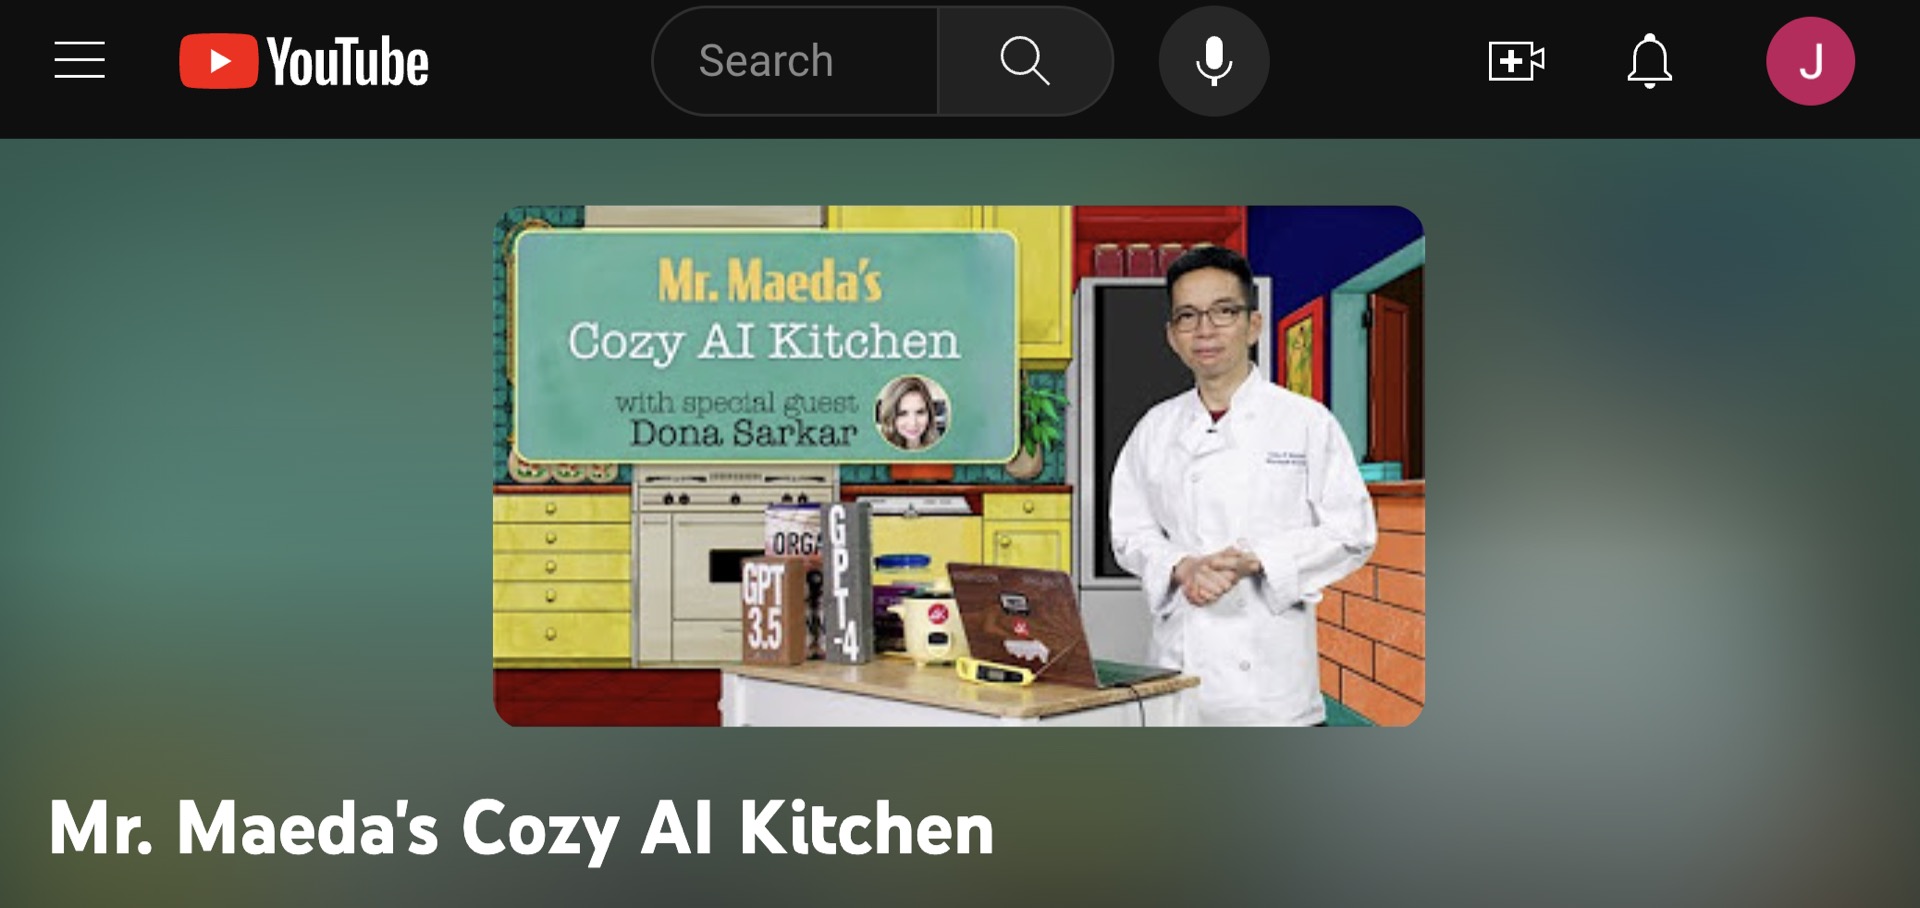 YouTube
Search
J
Mr. Maeda's
Cozy AI Kitchen
with special guest
Dona Sarkar
ORGA
GPT
3.5
GPT-4
Mr. Maeda's Cozy AI Kitchen